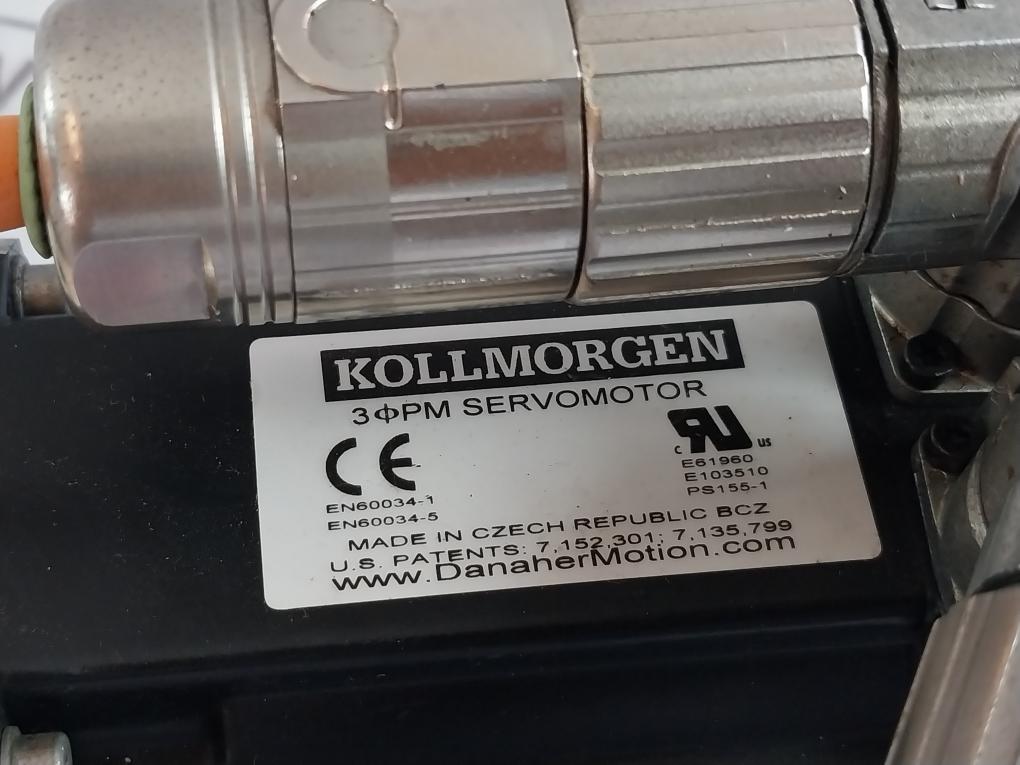 KOLLMORGEN
3ΦPM SERVOMOTOR
CE
c RU us
EN60034-1
EN60034-5
E61960
E103510
PS155-1
MADE IN CZECH REPUBLIC BCZ
U.S. PATENTS: 7,152,301; 7,135,799
www.DanaherMotion.com